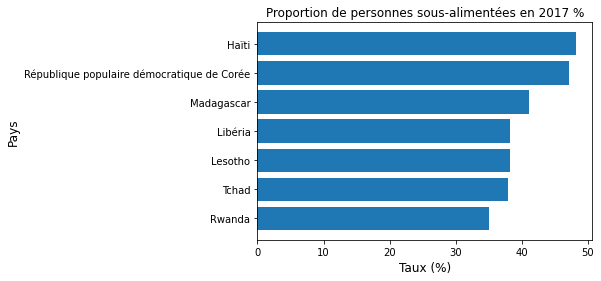 Proportion de personnes sous-alimentées en 2017 %
Haïti
République populaire démocratique de Corée
Madagascar
Libéria
Lesotho
Tchad
Rwanda
Pays
0 10 20 30 40 50
Taux (%)